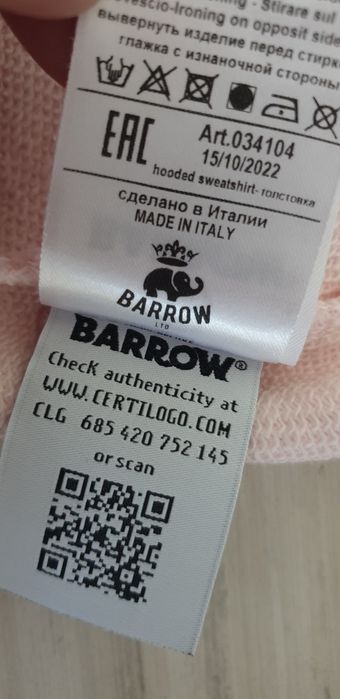 Ironing - Stirare sul
rovescio-Ironing on opposit side
вывернуть изделие перед стирк
глажка с изнаночной стороны
EAC
Art.034104
15/10/2022
hooded sweatshirt- толстовка
сделано в Италии
MADE IN ITALY
BARROW
LTD
BARROW®
Check authenticity at
WWW.CERTILOGO.COM
CLG 685 420 752 145
or scan